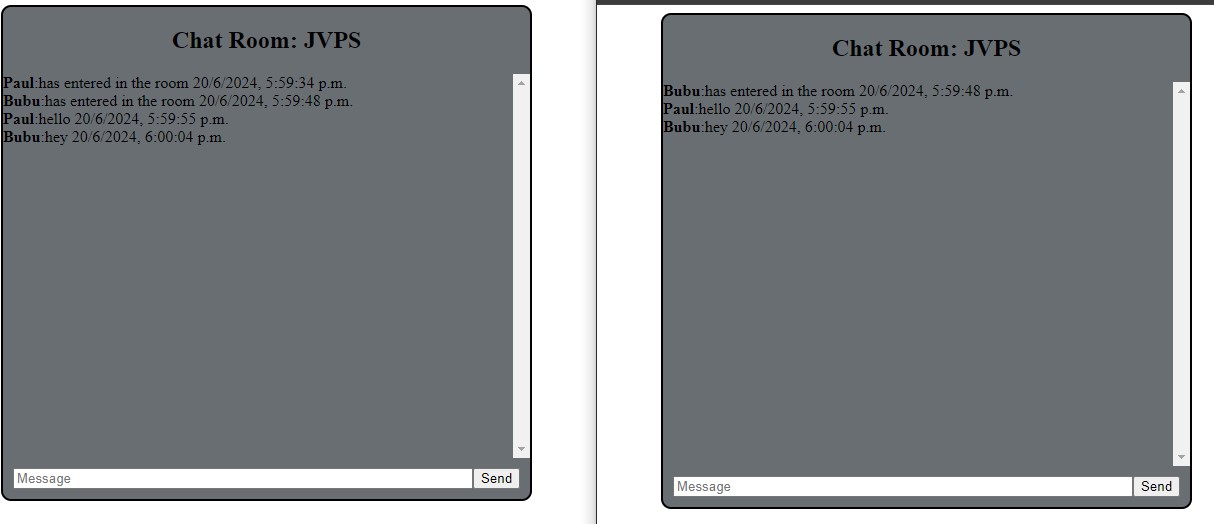 Chat Room: JVPS
Paul:has entered in the room 20/6/2024, 5:59:34 p.m.
Bubu:has entered in the room 20/6/2024, 5:59:48 p.m.
Paul:hello 20/6/2024, 5:59:55 p.m.
Bubu:hey 20/6/2024, 6:00:04 p.m.
Message
Send
Chat Room: JVPS
Bubu:has entered in the room 20/6/2024, 5:59:48 p.m.
Paul:hello 20/6/2024, 5:59:55 p.m.
Bubu:hey 20/6/2024, 6:00:04 p.m.
Message
Send